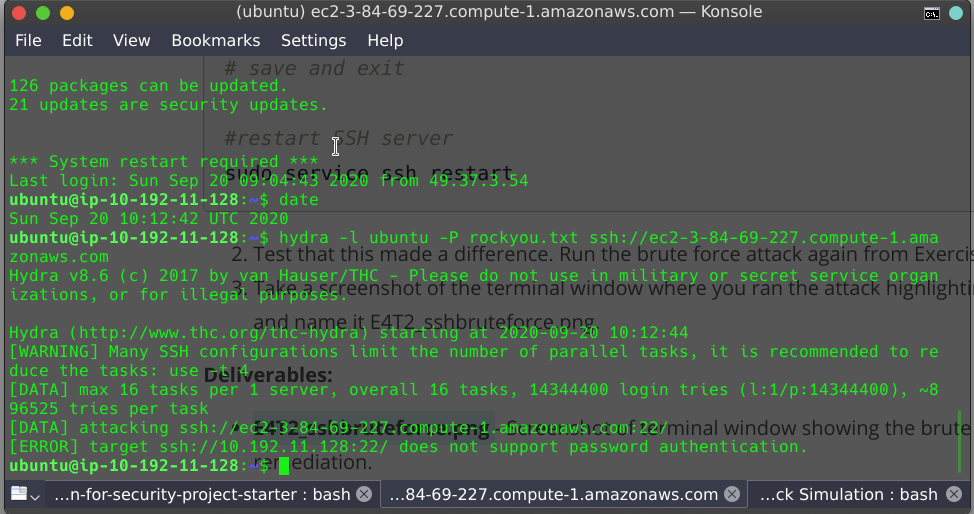 (ubuntu) ec2-3-84-69-227.compute-1.amazonaws.com — Konsole
File Edit View Bookmarks Settings Help
# save and exit
126 packages can be updated.
21 updates are security updates.
#restart SSH server
*** System restart required ***
sudo service ssh restart
Last login: Sun Sep 20 09:04:43 2020 from 49.37.3.54
ubuntu@ip-10-192-11-128:~$ date
Sun Sep 20 10:12:42 UTC 2020
ubuntu@ip-10-192-11-128:~$ hydra -l ubuntu -P rockyou.txt ssh://ec2-3-84-69-227.compute-1.ama
zonaws.com
2. Test that this made a difference. Run the brute force attack again from Exercis
Hydra v8.6 (c) 2017 by van Hauser/THC - Please do not use in military or secret service organ
izations, or for illegal purposes.
3. Take a screenshot of the terminal window where you ran the attack highlighti
and name it E4T2_sshbruteforce.png.
Hydra (http://www.thc.org/thc-hydra) starting at 2020-09-20 10:12:44
[WARNING] Many SSH configurations limit the number of parallel tasks, it is recommended to re
duce the tasks: use -t 4
Deliverables:
[DATA] max 16 tasks per 1 server, overall 16 tasks, 14344400 login tries (l:1/p:14344400), ~8
96525 tries per task
[DATA] attacking ssh://ec2-3-84-69-227.compute-1.amazonaws.com:22/
terminal window showing the brute
[ERROR] target ssh://10.192.11.128:22/ does not support password authentication.
ubuntu@ip-10-192-11-128:~$
remediation.
...n-for-security-project-starter : bash
...84-69-227.compute-1.amazonaws.com
...ck Simulation : bash